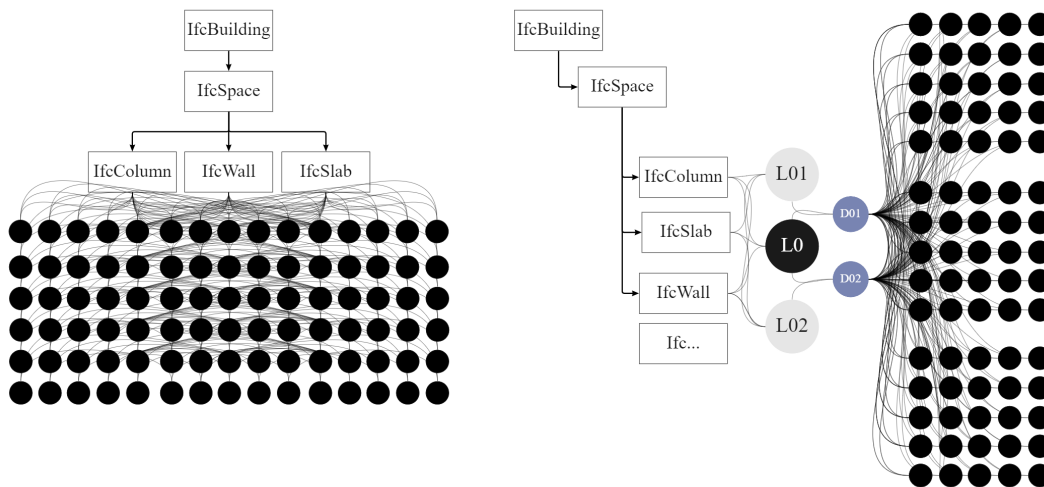 IfcBuilding
IfcSpace
IfcColumn
IfcWall
IfcSlab
IfcBuilding
IfcSpace
IfcColumn
IfcSlab
IfcWall
Ifc...
L01
L0
L02
D01
D02